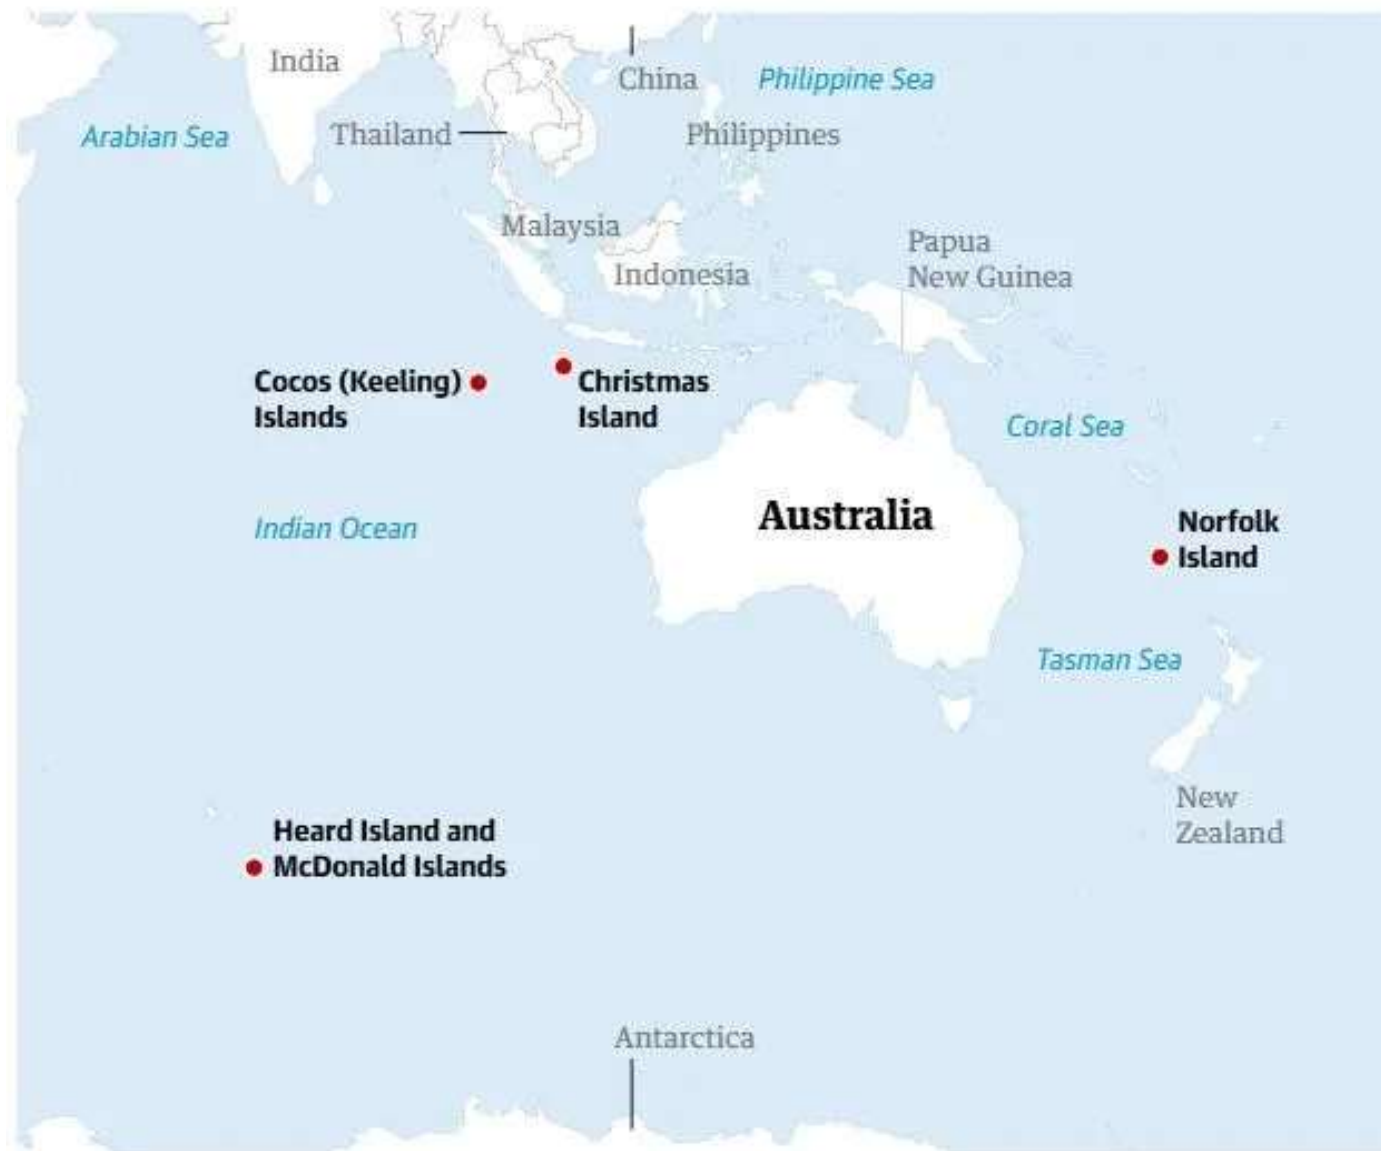 India
China
Philippine Sea
Arabian Sea
Thailand
Philippines
Malaysia
Papua
New Guinea
Indonesia
Cocos (Keeling)
Islands
Christmas
Island
Coral Sea
Australia
Indian Ocean
Norfolk
Island
Tasman Sea
New
Zealand
Heard Island and
McDonald Islands
Antarctica